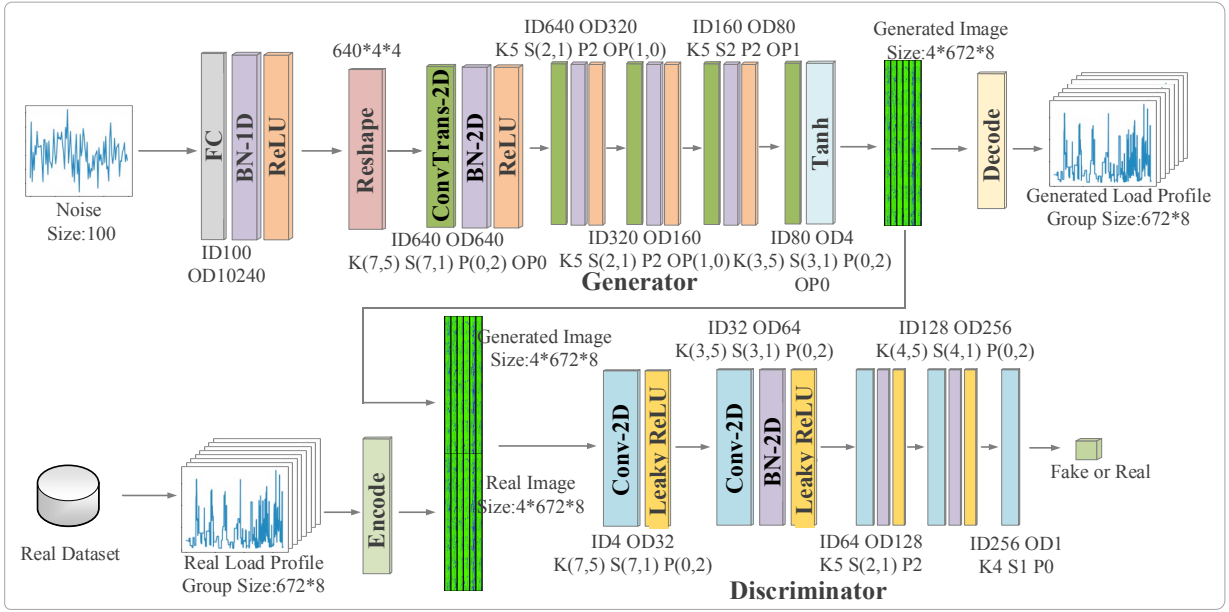 Noise
Size:100
FC
BN-1D
ReLU
ID100
OD10240
640*4*4
Reshape
ConvTrans-2D
BN-2D
ReLU
ID640 OD640
K(7,5) S(7,1) P(0,2) OP0
ID640 OD320
K5 S(2,1) P2 OP(1,0)
ID320 OD160
K5 S(2,1) P2 OP(1,0)
ID160 OD80
K5 S2 P2 OP1
Tanh
ID80 OD4
K(3,5) S(3,1) P(0,2)
OP0
Generated Image
Size:4*672*8
Decode
Generated Load Profile
Group Size:672*8
Generator
Real Dataset
Real Load Profile
Group Size:672*8
Encode
Generated Image
Size:4*672*8
Real Image
Size:4*672*8
Conv-2D
Leaky ReLU
ID4 OD32
K(7,5) S(7,1) P(0,2)
ID32 OD64
K(3,5) S(3,1) P(0,2)
Conv-2D
BN-2D
Leaky ReLU
ID64 OD128
K5 S(2,1) P2
ID128 OD256
K(4,5) S(4,1) P(0,2)
ID256 OD1
K4 S1 P0
Fake or Real
Discriminator